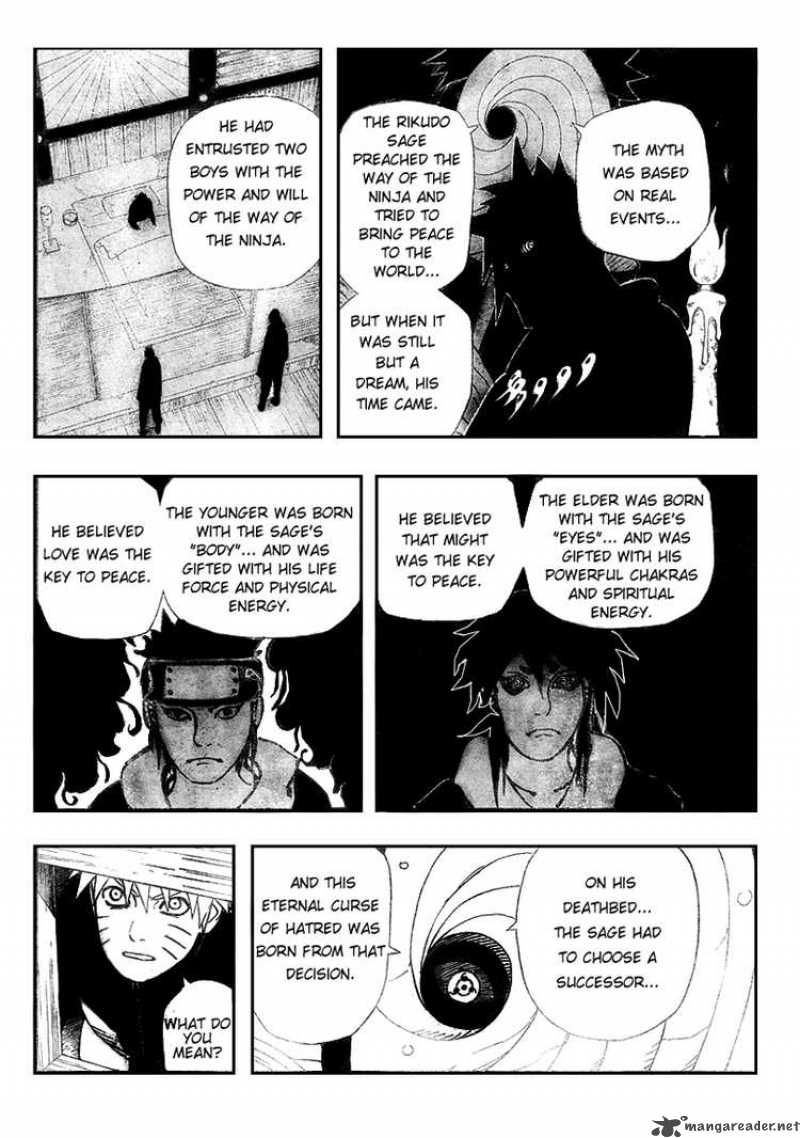 THE MYTH
WAS BASED
ON REAL
EVENTS...
THE RIKUDO
SAGE
PREACHED THE
WAY OF THE
NINJA AND
TRIED TO
BRING PEACE
TO THE
WORLD...
BUT WHEN IT
WAS STILL
BUT A
DREAM, HIS
TIME CAME.
HE HAD
ENTRUSTED TWO
BOYS WITH THE
POWER AND WILL
OF THE WAY OF
THE NINJA.
THE ELDER WAS BORN
WITH THE SAGE'S
"EYES"... AND WAS
GIFTED WITH HIS
POWERFUL CHAKRAS
AND SPIRITUAL
ENERGY.
HE BELIEVED
THAT MIGHT
WAS THE KEY
TO PEACE.
THE YOUNGER WAS BORN
WITH THE SAGE'S
"BODY"... AND WAS
GIFTED WITH HIS LIFE
FORCE AND PHYSICAL
ENERGY.
HE BELIEVED
LOVE WAS THE
KEY TO PEACE.
ON HIS
DEATHBED...
THE SAGE HAD
TO CHOOSE A
SUCCESSOR...
AND THIS
ETERNAL CURSE
OF HATRED WAS
BORN FROM THAT
DECISION.
WHAT DO
YOU
MEAN?
mangareader.net